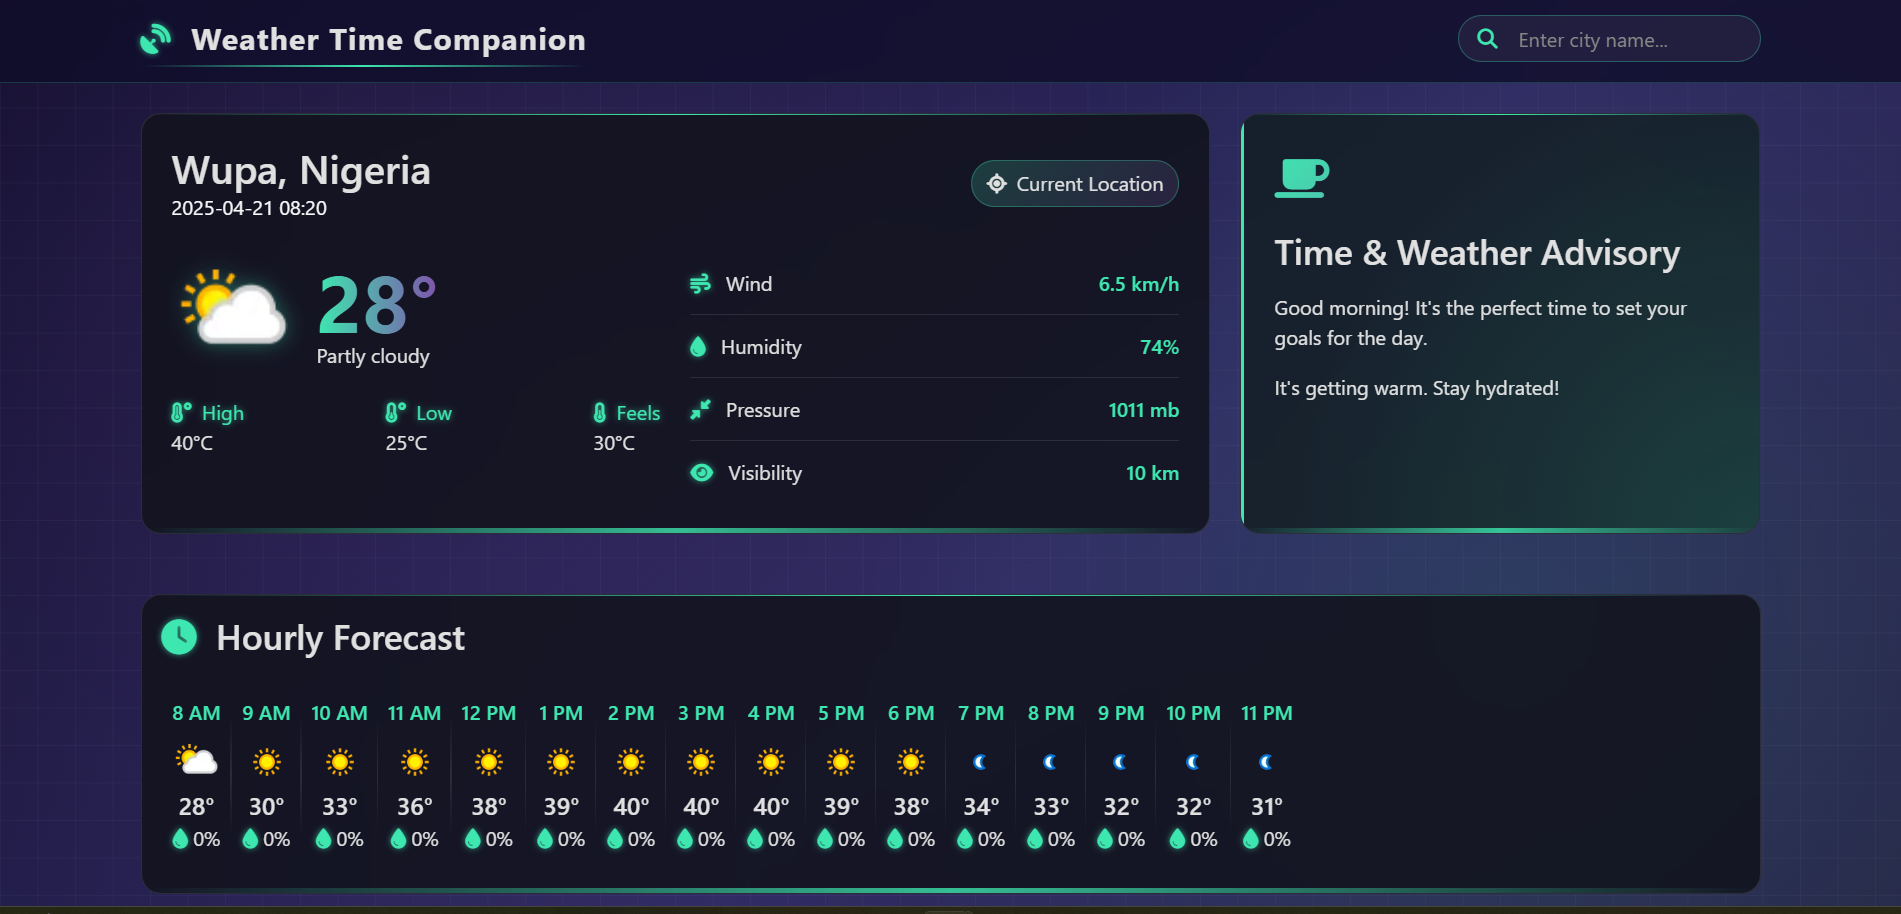 Weather Time Companion
Enter city name...
Wupa, Nigeria
2025-04-21 08:20
Current Location
28°
Partly cloudy
High
40°C
Low
25°C
Feels
30°C
Wind 6.5 km/h
Humidity 74%
Pressure 1011 mb
Visibility 10 km
Time & Weather Advisory
Good morning! It's the perfect time to set your
goals for the day.
It's getting warm. Stay hydrated!
Hourly Forecast
8 AM 9 AM 10 AM 11 AM 12 PM 1 PM 2 PM 3 PM 4 PM 5 PM 6 PM 7 PM 8 PM 9 PM 10 PM 11 PM
28° 30° 33° 36° 38° 39° 40° 40° 40° 39° 38° 34° 33° 32° 32° 31°
0% 0% 0% 0% 0% 0% 0% 0% 0% 0% 0% 0% 0% 0% 0% 0%